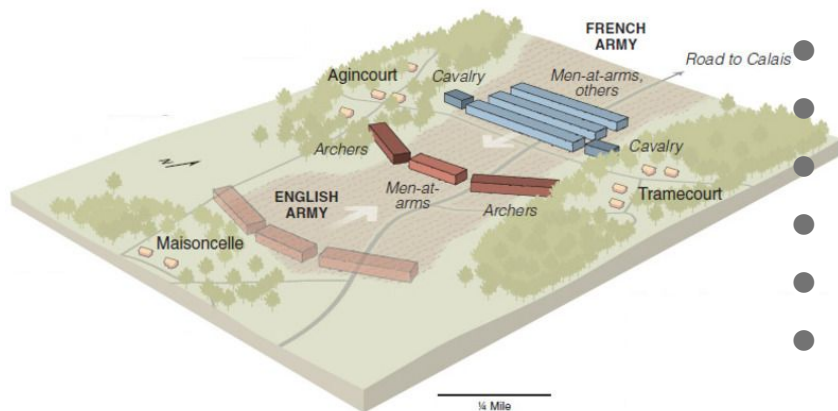 FRENCH
ARMY
Road to Calais
Agincourt
Cavalry
Men-at-arms,
others
Archers
Cavalry
N
ENGLISH
ARMY
Men-at-
arms
Archers
Tramecourt
Maisoncelle
¼ Mile